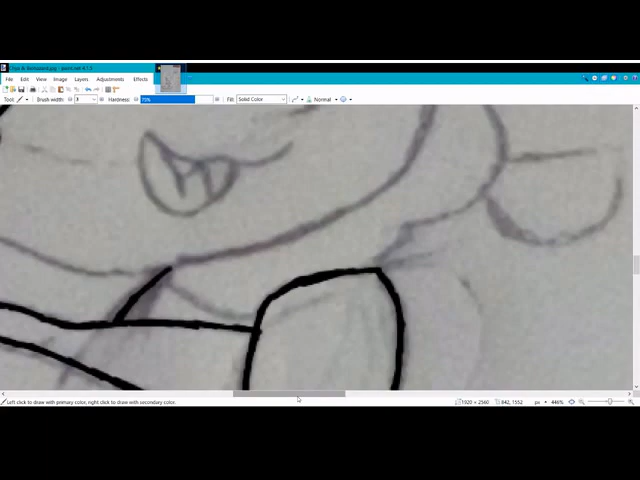 File Edit View Image Layers Adjustments Effects
Tool: Brush width: 3 Hardness: 75% Fill: Solid Color Normal
Left click to draw with primary color, right click to draw with secondary color. 1920 × 2560 842, 1552 px 446%